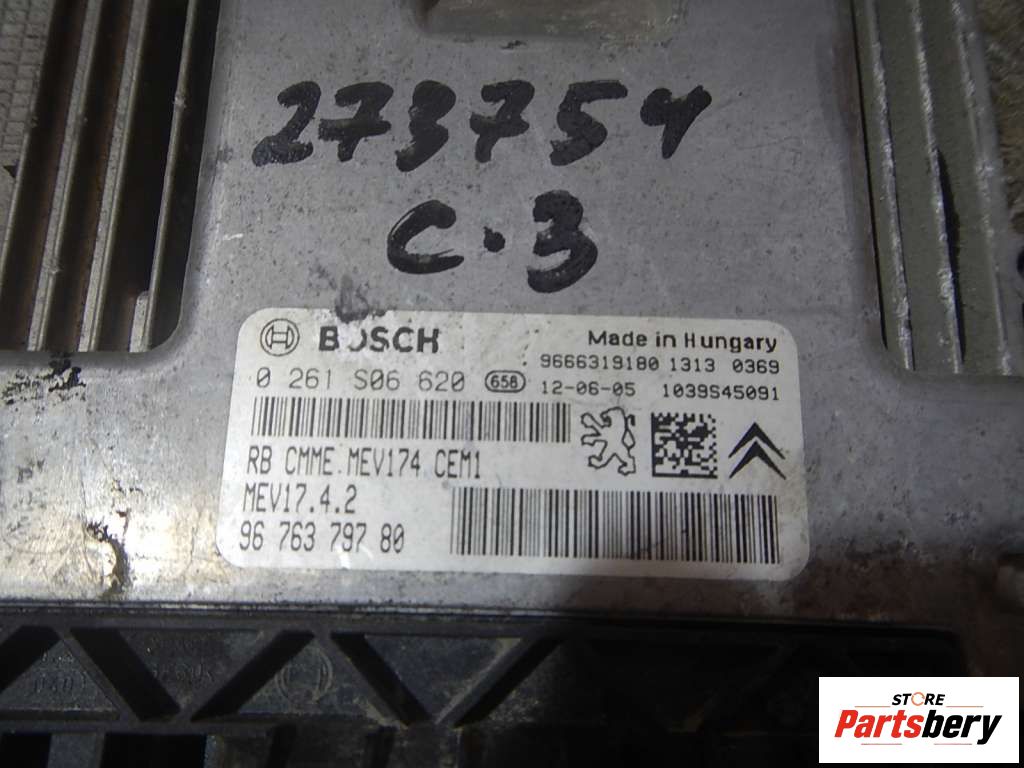 273754
C.3
BOSCH
Made in Hungary
9666319180 1313 0369
0 261 S06 620 658 12-06-05 1039S45091
RB CMME.MEV174 CEM1
MEV17.4.2
96 763 797 80
STORE
Partsbery